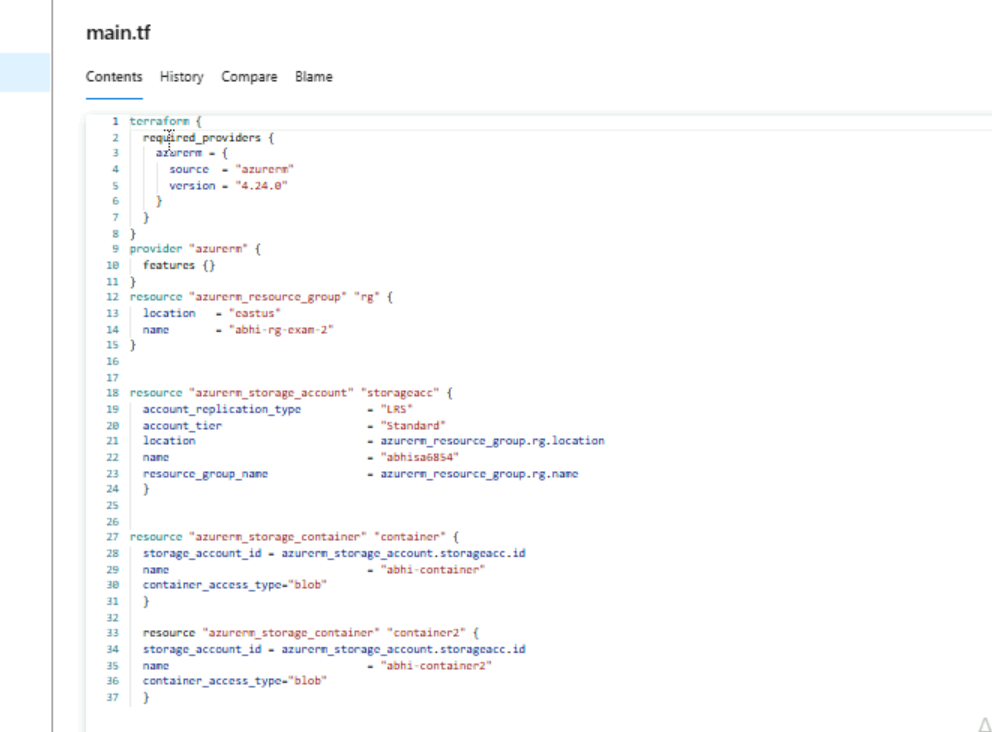 main.tf
Contents History Compare Blame
1 terraform {
2 required_providers {
3 azurerm = {
4 source = "azurerm"
5 version = "4.24.0"
6 }
7 }
8 }
9 provider "azurerm" {
10 features {}
11 }
12 resource "azurerm_resource_group" "rg" {
13 location = "eastus"
14 name = "abhi-rg-exam-2"
15 }
16
17
18 resource "azurerm_storage_account" "storageacc" {
19 account_replication_type = "LRS"
20 account_tier = "Standard"
21 location = azurerm_resource_group.rg.location
22 name = "abhisa6854"
23 resource_group_name = azurerm_resource_group.rg.name
24 }
25
26
27 resource "azurerm_storage_container" "container" {
28 storage_account_id = azurerm_storage_account.storageacc.id
29 name = "abhi-container"
30 container_access_type="blob"
31 }
32
33 resource "azurerm_storage_container" "container2" {
34 storage_account_id = azurerm_storage_account.storageacc.id
35 name = "abhi-container2"
36 container_access_type="blob"
37 }